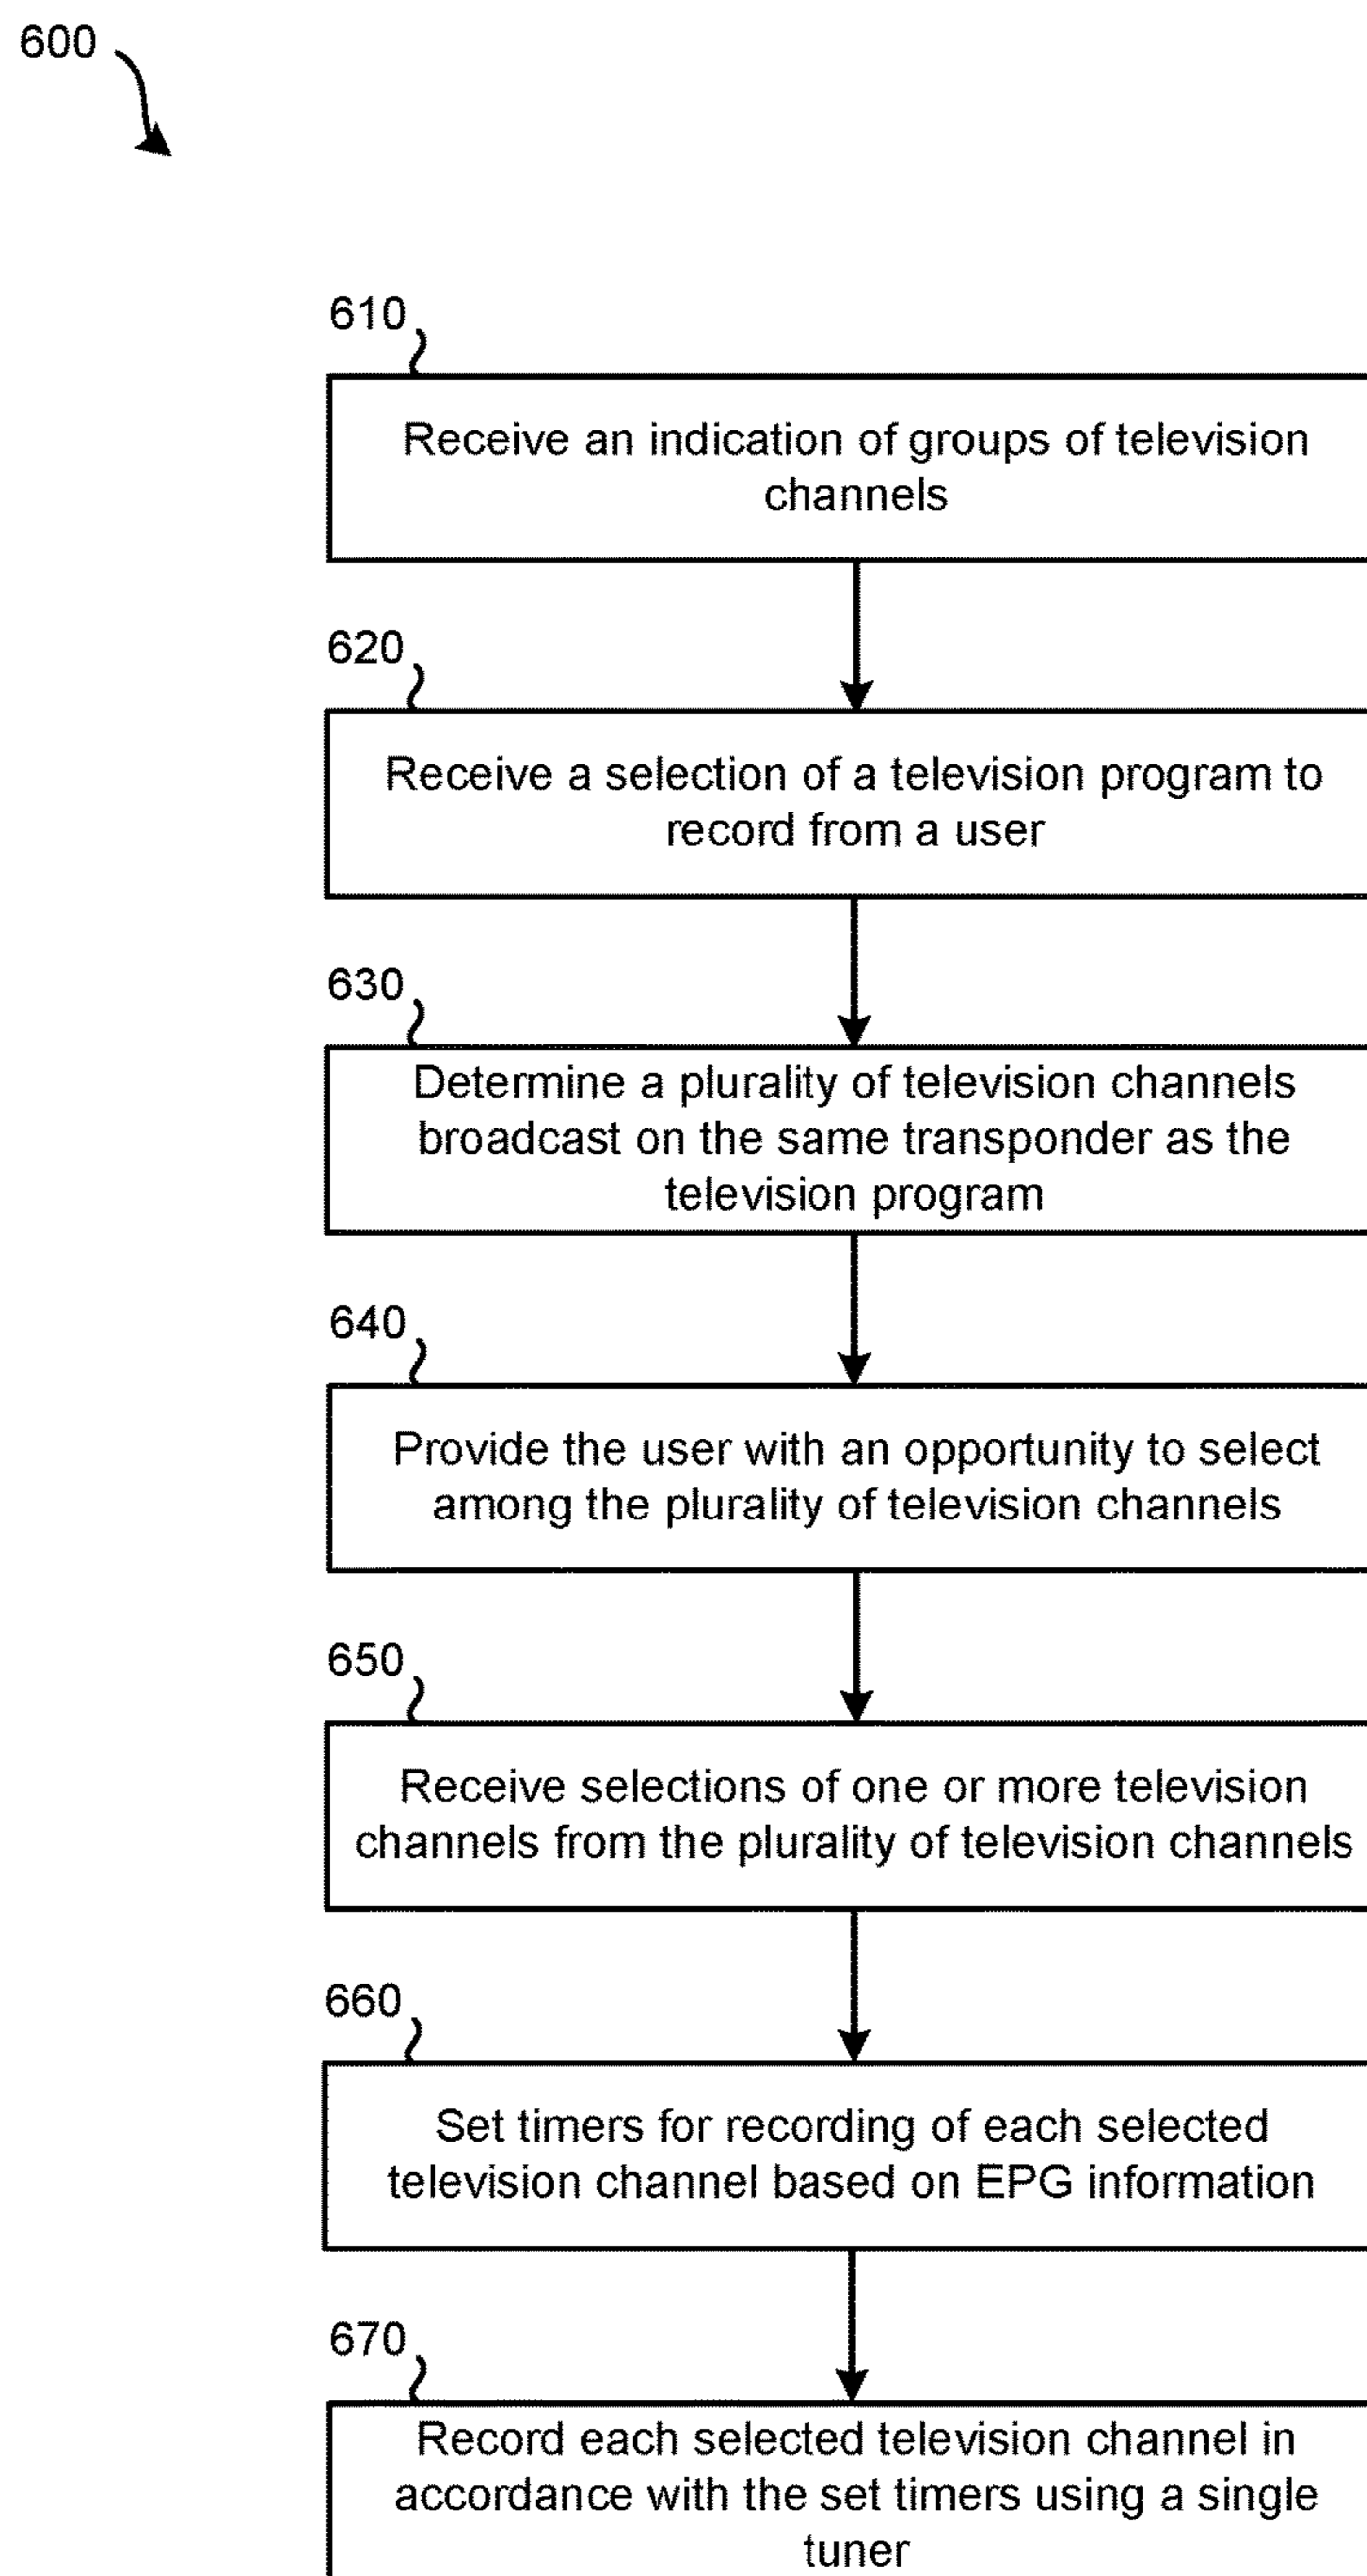 600
610
Receive an indication of groups of television
channels
620
Receive a selection of a television program to
record from a user
630
Determine a plurality of television channels
broadcast on the same transponder as the
television program
640
Provide the user with an opportunity to select
among the plurality of television channels
650
Receive selections of one or more television
channels from the plurality of television channels
660
Set timers for recording of each selected
television channel based on EPG information
670
Record each selected television channel in
accordance with the set timers using a single
tuner